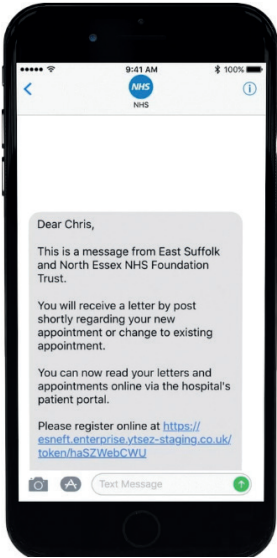 9:41 AM
100%
NHS
NHS
Dear Chris,
This is a message from East Suffolk
and North Essex NHS Foundation
Trust.
You will receive a letter by post
shortly regarding your new
appointment or change to existing
appointment.
You can now read your letters and
appointments online via the hospital's
patient portal.
Please register online at https://
esneft.enterprise.ytsez-staging.co.uk/
token/haSZWebCWU
Text Message